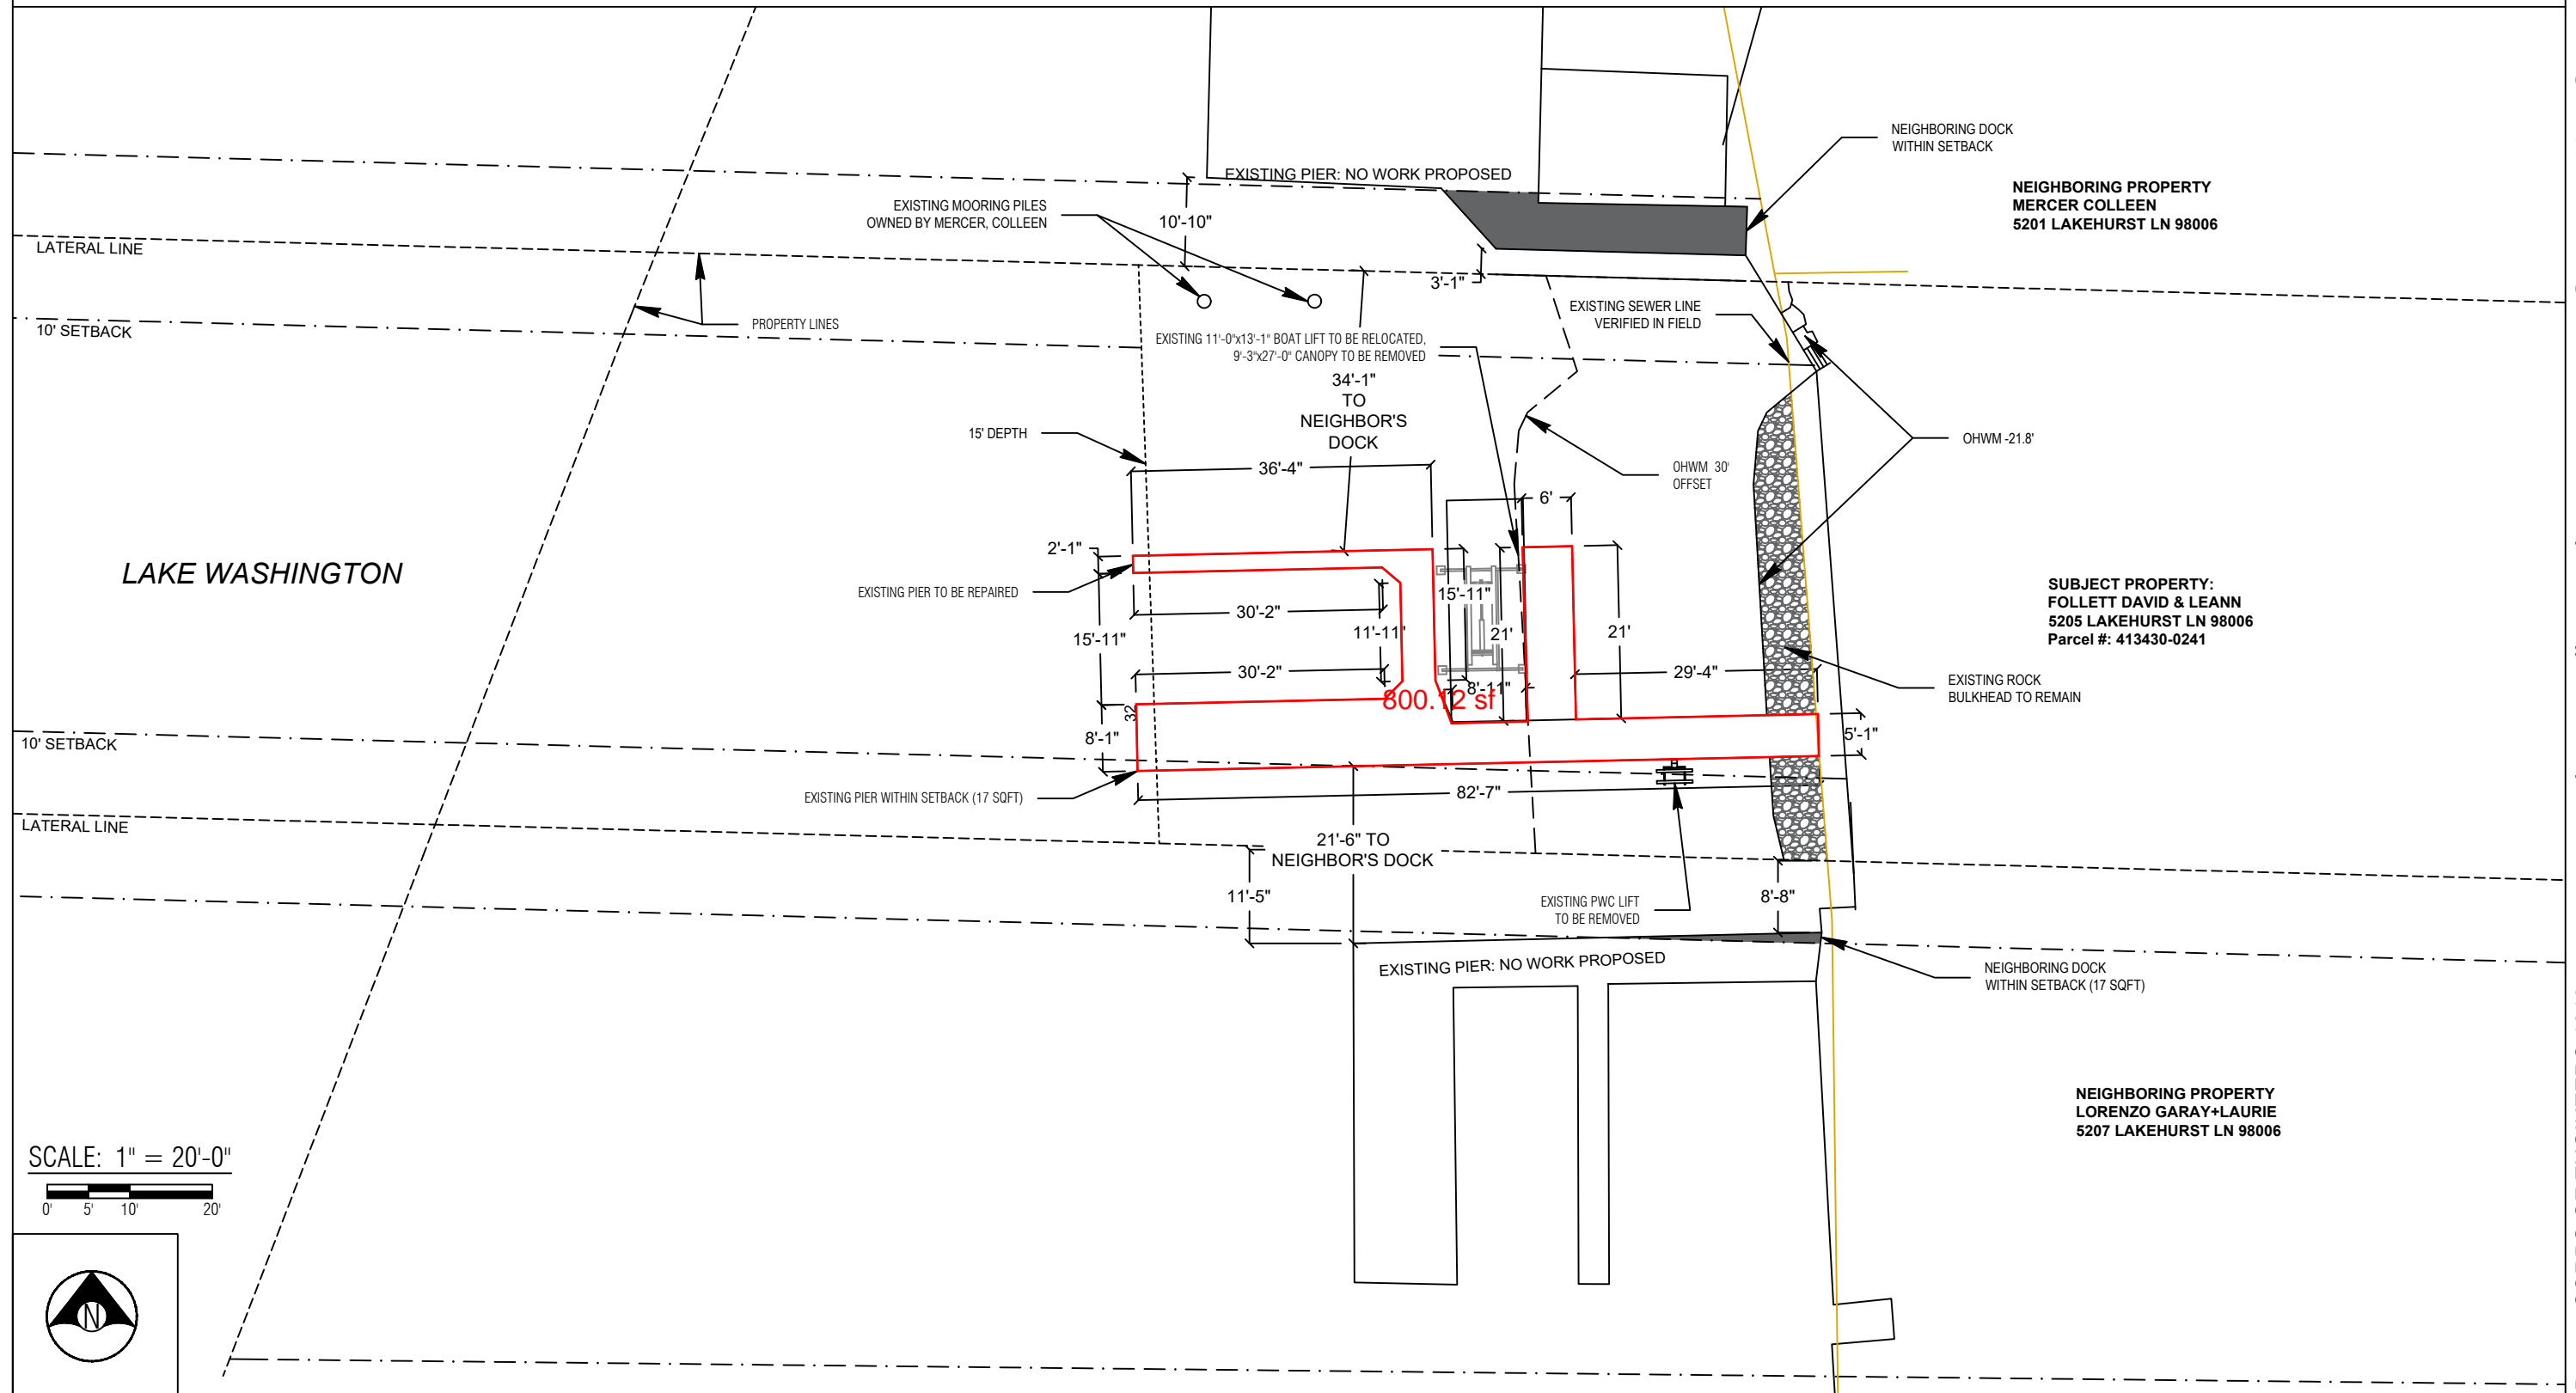 NEIGHBORING DOCK
WITHIN SETBACK
NEIGHBORING PROPERTY
MERCER COLLEEN
5201 LAKEHURST LN 98006
EXISTING PIER: NO WORK PROPOSED
EXISTING MOORING PILES
OWNED BY MERCER, COLLEEN
10'-10"
LATERAL LINE
3'-1"
EXISTING SEWER LINE
VERIFIED IN FIELD
PROPERTY LINES
10' SETBACK
EXISTING 11'-0"x13'-1" BOAT LIFT TO BE RELOCATED,
9'-3"x27'-0" CANOPY TO BE REMOVED
34'-1"
TO
NEIGHBOR'S
DOCK
15' DEPTH
OHWM -21.8'
36'-4"
OHWM 30'
OFFSET
6'
2'-1"
LAKE WASHINGTON
EXISTING PIER TO BE REPAIRED
15'-11"
30'-2"
11'-11'
21'
21'
15'-11"
SUBJECT PROPERTY:
FOLLETT DAVID & LEANN
5205 LAKEHURST LN 98006
Parcel #: 413430-0241
30'-2"
8'-11"
29'-4"
800.12 sf
EXISTING ROCK
BULKHEAD TO REMAIN
32
8'-1"
5'-1"
10' SETBACK
EXISTING PIER WITHIN SETBACK (17 SQFT)
82'-7"
LATERAL LINE
21'-6" TO
NEIGHBOR'S DOCK
11'-5"
EXISTING PWC LIFT
TO BE REMOVED
8'-8"
EXISTING PIER: NO WORK PROPOSED
NEIGHBORING DOCK
WITHIN SETBACK (17 SQFT)
NEIGHBORING PROPERTY
LORENZO GARAY+LAURIE
5207 LAKEHURST LN 98006
SCALE: 1" = 20'-0"
0' 5' 10' 20'
N